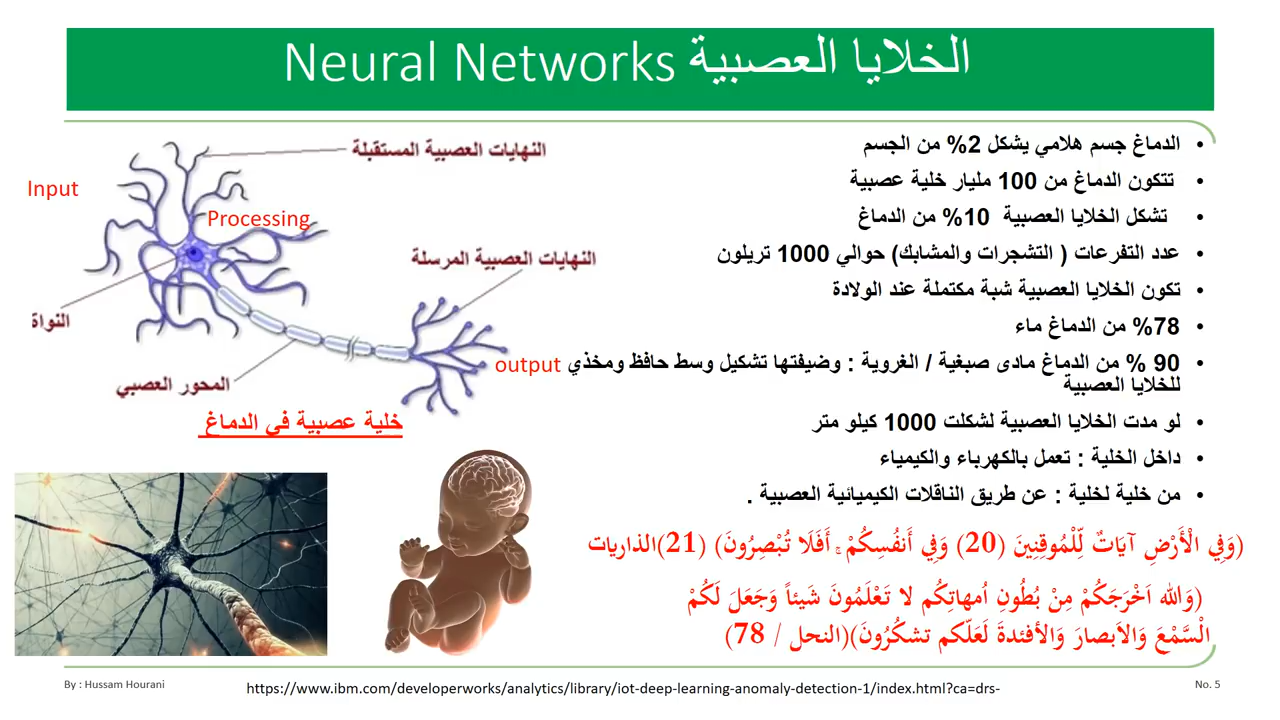 الخلايا العصبية Neural Networks
• الدماغ جسم هلامي يشكل 2% من الجسم
• تتكون الدماغ من 100 مليار خلية عصبية
• تشكل الخلايا العصبية 10% من الدماغ
• عدد التفرعات ( التشجرات والمشابك) حوالي 1000 تريلون
• تكون الخلايا العصبية شبة مكتملة عند الولادة
• 78% من الدماغ ماء
• 90 % من الدماغ مادى صبغية / الغروية : وضيفتها تشكيل وسط حافظ ومخذي
للخلايا العصبية
• لو مدت الخلايا العصبية لشكلت 1000 كيلو متر
• داخل الخلية : تعمل بالكهرباء والكيمياء
• من خلية لخلية : عن طريق الناقلات الكيميائية العصبية .
(وَفِي الْأَرْضِ آيَاتٌ لِّلْمُوقِنِينَ (20) وَفِي أَنفُسِكُمْ ۚ أَفَلَا تُبْصِرُونَ) (21)الذاريات
(وَالله اَخْرَجَكُمْ مِنْ بُطُونِ اُمهاتِكُم لا تَعْلَمُونَ شَيئاً وَجَعَلَ لَكُمْ
الْسَّمْعَ وَالاَبصارَ وَالأفئدةَ لَعَلّكم تشكُرُونَ)(النحل / 78)
النهايات العصبية المستقبلة
Input
Processing
النهايات العصبية المرسلة
النواة
output
المحور العصبي
خلية عصبية في الدماغ
By : Hussam Hourani
https://www.ibm.com/developerworks/analytics/library/iot-deep-learning-anomaly-detection-1/index.html?ca=drs-
No. 5